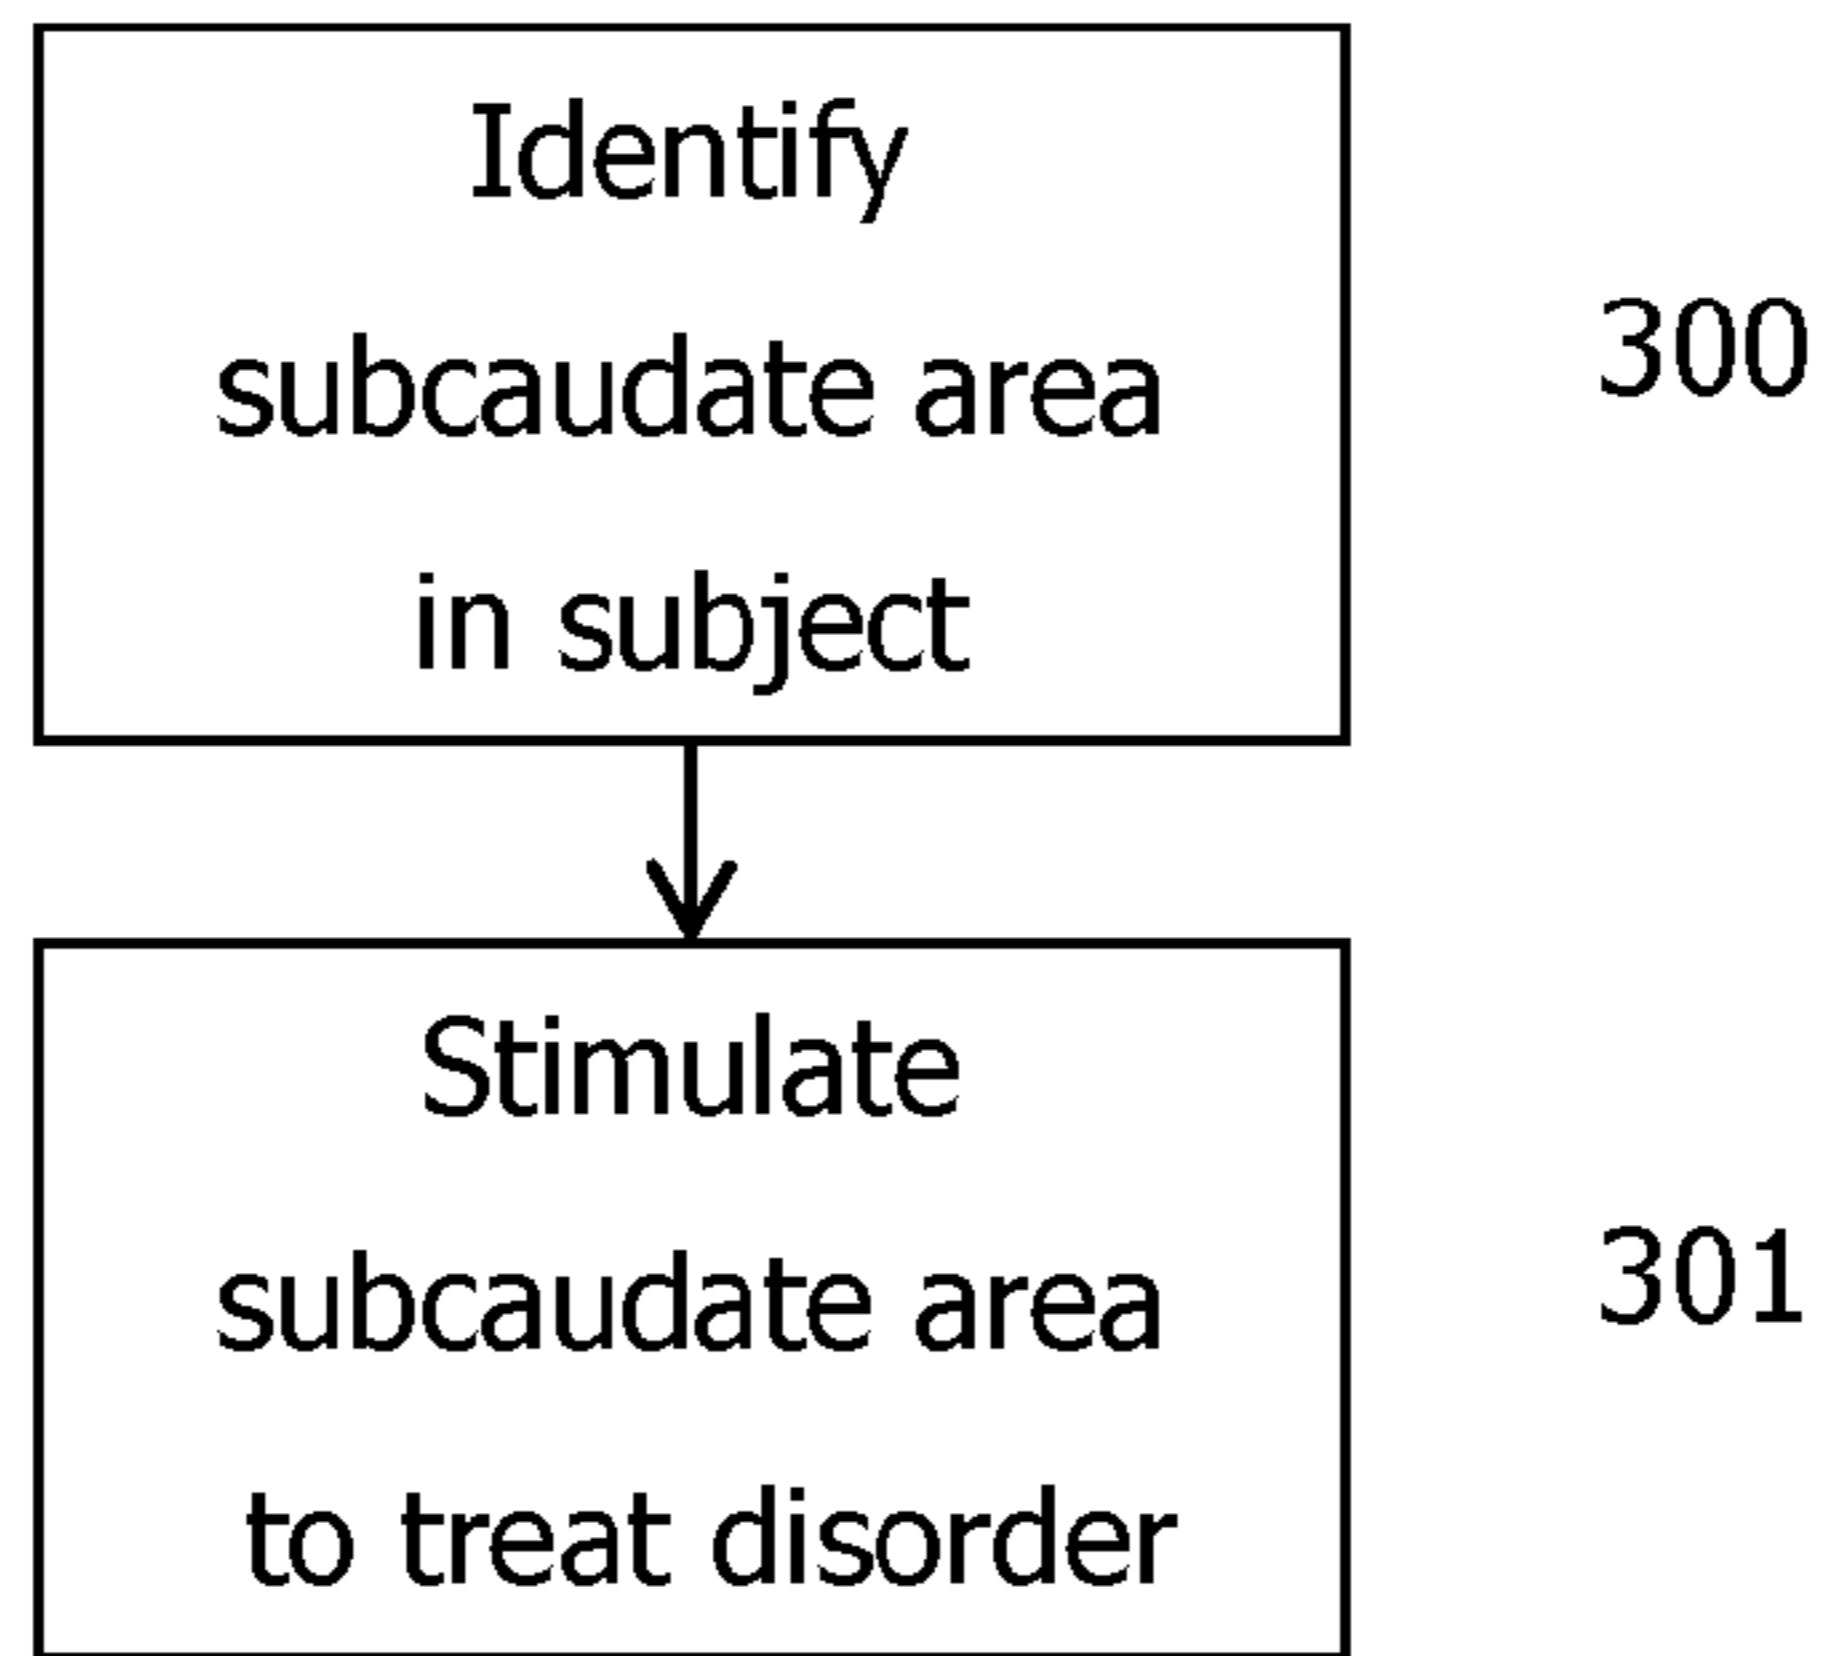 Identify
subcaudate area
in subject
300
Stimulate
subcaudate area
to treat disorder
301